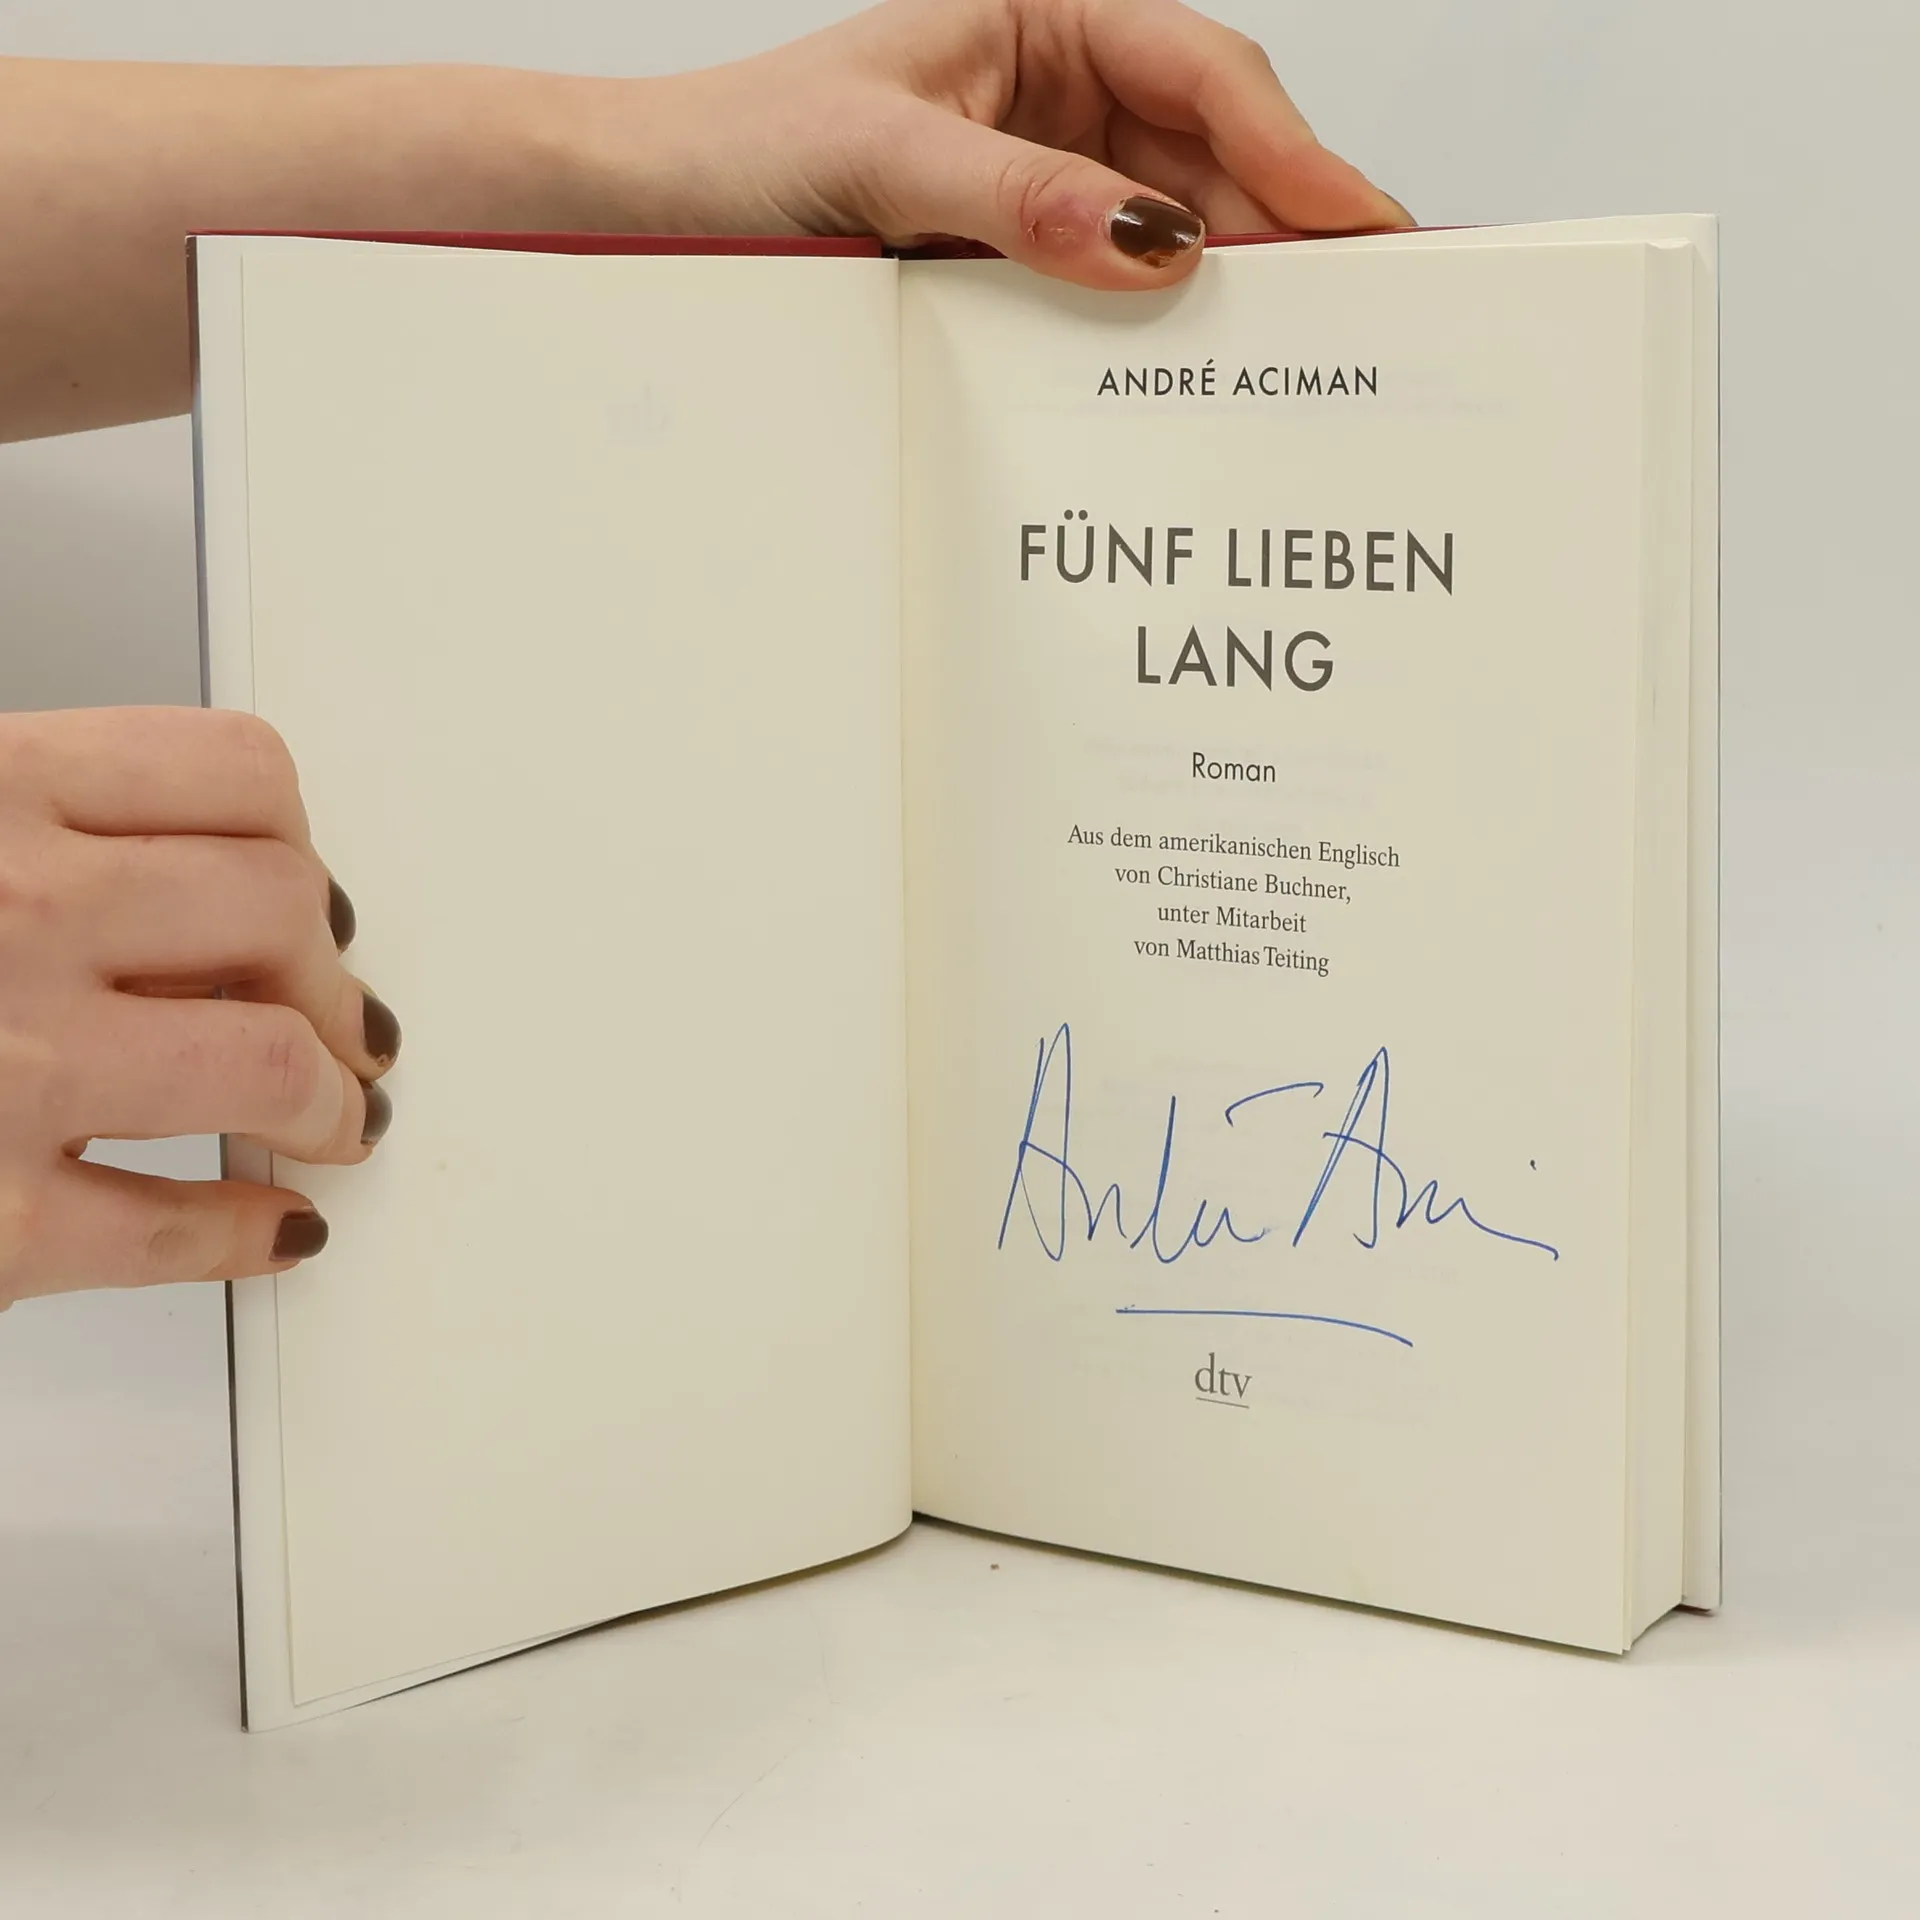 ANDRÉ ACIMAN
FÜNF LIEBEN
LANG
Roman
Aus dem amerikanischen Englisch
von Christiane Buchner,
unter Mitarbeit
von Matthias Teiting
dtv